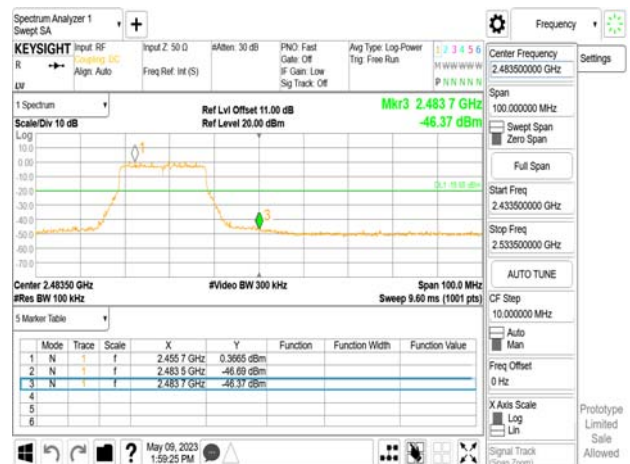 Spectrum Analyzer 1
Swept SA
Frequency
KEYSIGHT
R
Input: RF
Coupling: DC
Align: Auto
Input Z: 50 Ω
Freq Ref: Int (S)
#Atten: 30 dB
PNO: Fast
Gate: Off
IF Gain: Low
Sig Track: Off
Avg Type: Log-Power
Trig: Free Run
1 2 3 4 5 6
M W W W W W
P N N N N N
1 Spectrum
Scale/Div 10 dB
Log
Ref Lvl Offset 11.00 dB
Ref Level 20.00 dBm
Mkr3 2.483 7 GHz
-46.37 dBm
10.0
0.00
-10.0
-20.0
-30.0
-40.0
-50.0
-60.0
-70.0
1
3
Center 2.48350 GHz
#Res BW 100 kHz
#Video BW 300 kHz
Span 100.0 MHz
Sweep 9.60 ms (1001 pts)
5 Marker Table
Mode Trace Scale X Y Function Function Width Function Value
1 N 1 f 2.455 7 GHz 0.3665 dBm
2 N 1 f 2.483 5 GHz -46.69 dBm
3 N 1 f 2.483 7 GHz -46.37 dBm
4
5
6
May 09, 2023
1:59:25 PM
Center Frequency
2.483500000 GHz
Settings
Span
100.000000 MHz
Swept Span
Zero Span
Full Span
Start Freq
2.433500000 GHz
Stop Freq
2.533500000 GHz
AUTO TUNE
CF Step
10.000000 MHz
Auto
Man
Freq Offset
0 Hz
X Axis Scale
Log
Lin
Signal Track
(Span Zoom)
Prototype
Limited
Sale
Allowed